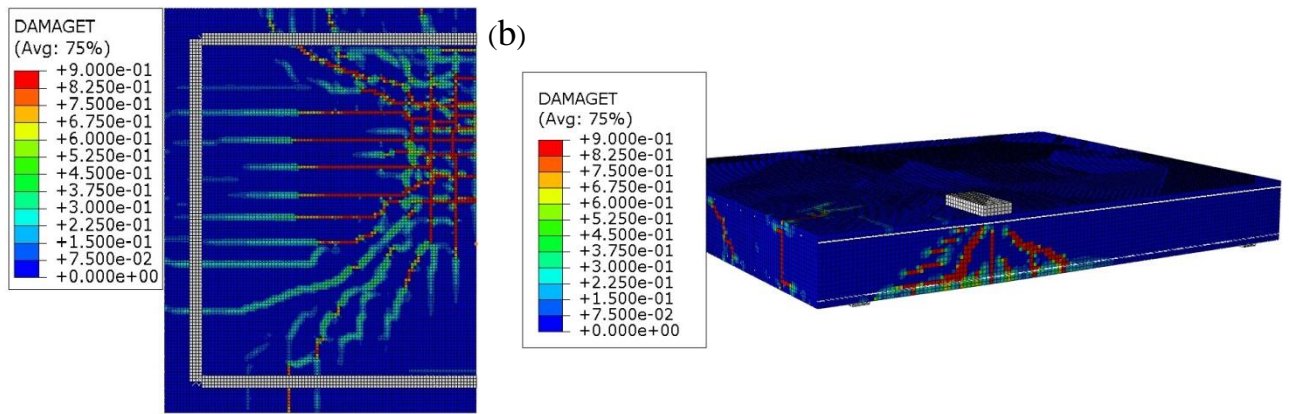 DAMAGET
(Avg: 75%)
+9.000e-01
+8.250e-01
+7.500e-01
+6.750e-01
+6.000e-01
+5.250e-01
+4.500e-01
+3.750e-01
+3.000e-01
+2.250e-01
+1.500e-01
+7.500e-02
+0.000e+00
(b)
DAMAGET
(Avg: 75%)
+9.000e-01
+8.250e-01
+7.500e-01
+6.750e-01
+6.000e-01
+5.250e-01
+4.500e-01
+3.750e-01
+3.000e-01
+2.250e-01
+1.500e-01
+7.500e-02
+0.000e+00